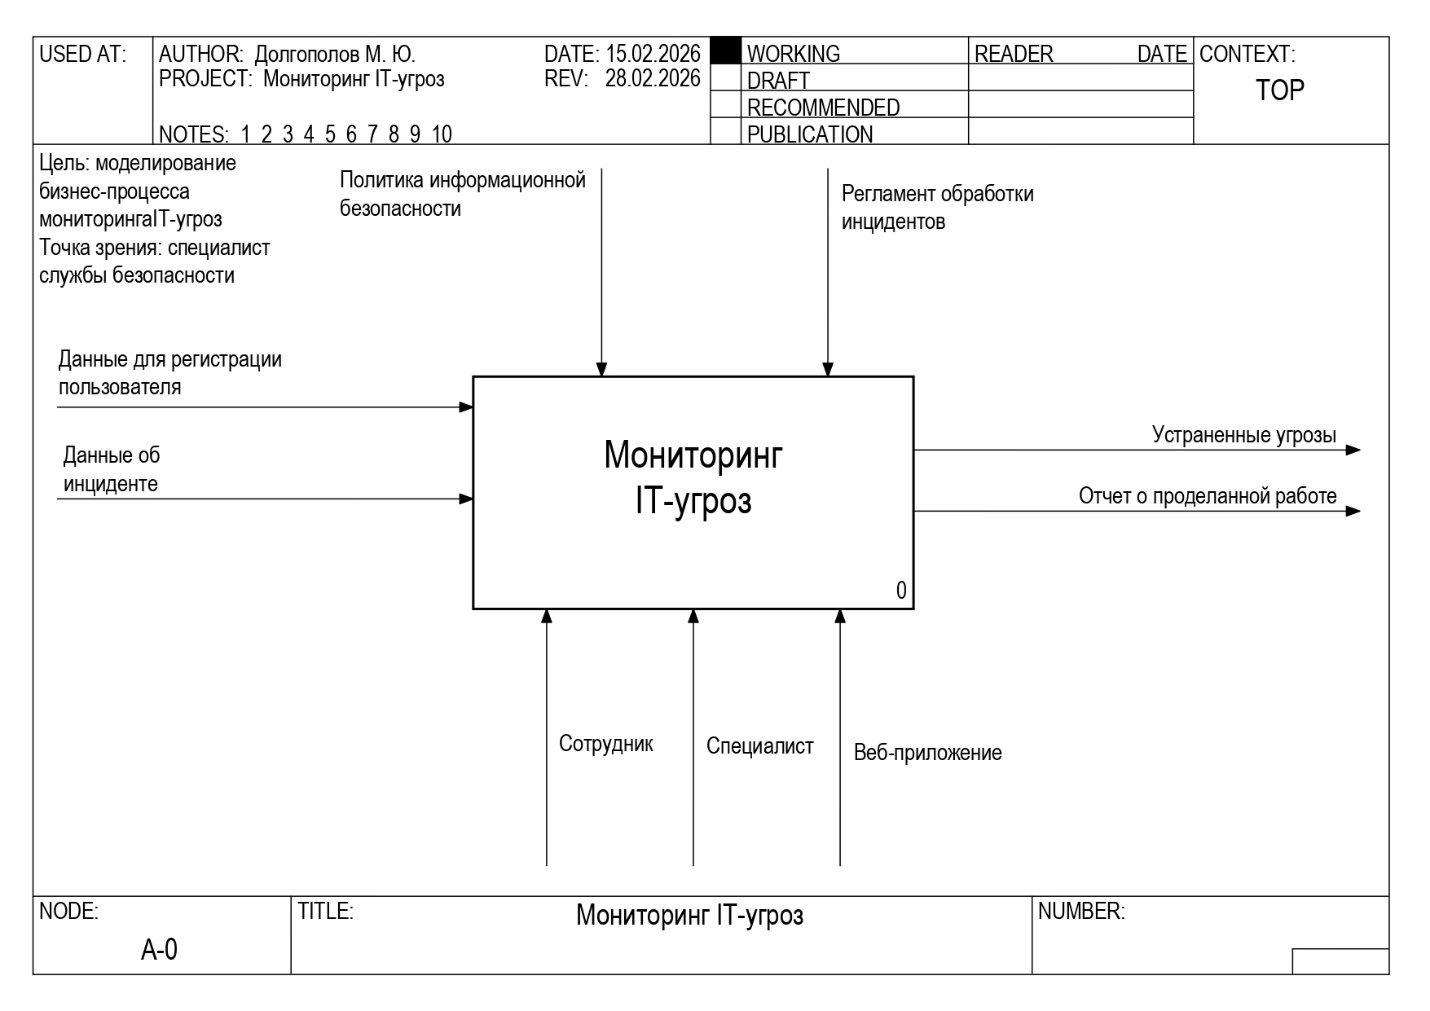 USED AT:
AUTHOR: Долгополов М. Ю.
DATE: 15.02.2026
PROJECT: Мониторинг IT-угроз
REV: 28.02.2026
NOTES: 1 2 3 4 5 6 7 8 9 10
WORKING
DRAFT
RECOMMENDED
PUBLICATION
READER DATE
CONTEXT:
TOP
Цель: моделирование
бизнес-процесса
мониторингаIT-угроз
Точка зрения: специалист
службы безопасности
Политика информационной
безопасности
Регламент обработки
инцидентов
Данные для регистрации
пользователя
Данные об
инциденте
Мониторинг
IT-угроз
0
Устраненные угрозы
Отчет о проделанной работе
Сотрудник
Специалист
Веб-приложение
NODE:
A-0
TITLE:
Мониторинг IT-угроз
NUMBER: